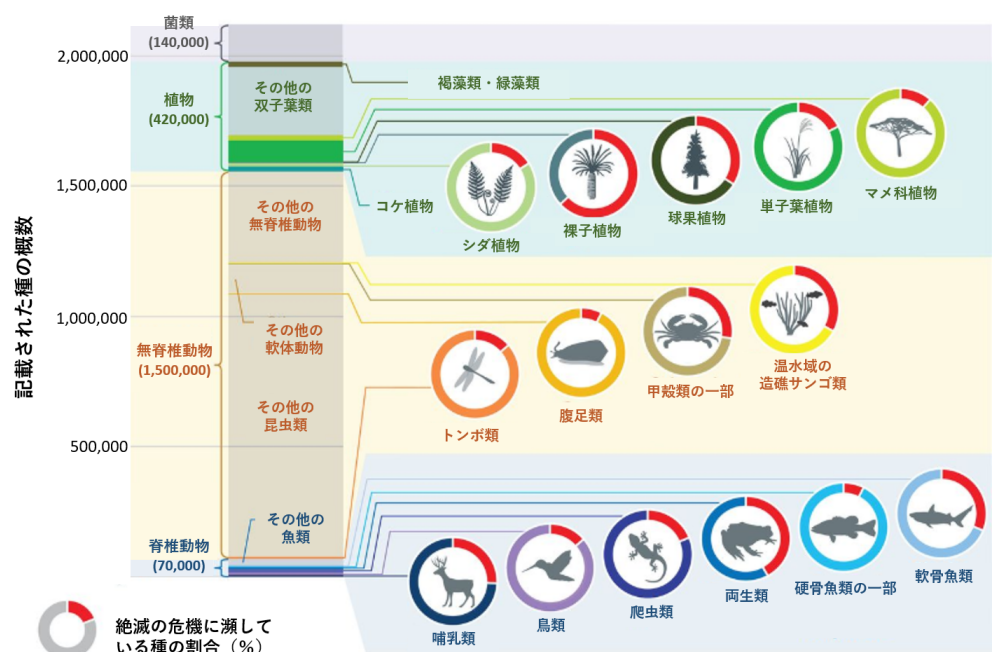 菌類
(140,000)
2,000,000
植物
(420,000)
その他の
双子葉類
褐藻類・緑藻類
1,500,000
コケ植物
シダ植物
裸子植物
球果植物
単子葉植物
マメ科植物
記載された種の概数
その他の
無脊椎動物
1,000,000
その他の
軟体動物
無脊椎動物
(1,500,000)
その他の
昆虫類
トンボ類
腹足類
甲殻類の一部
温水域の
造礁サンゴ類
500,000
その他の
魚類
脊椎動物
(70,000)
哺乳類
鳥類
爬虫類
両生類
硬骨魚類の一部
軟骨魚類
絶滅の危機に瀕して
いる種の割合（%）